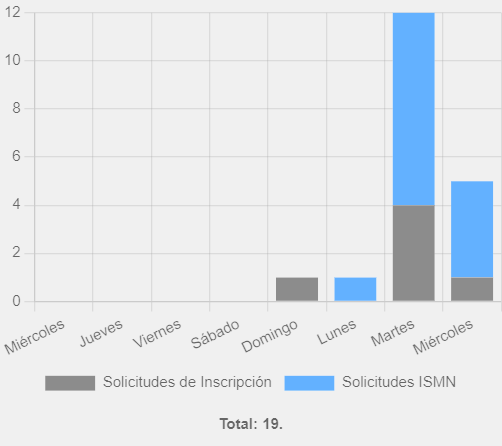 12
10
8
6
4
2
0
Miércoles Jueves Viernes Sábado Domingo Lunes Martes Miércoles
Solicitudes de Inscripción Solicitudes ISMN
Total: 19.